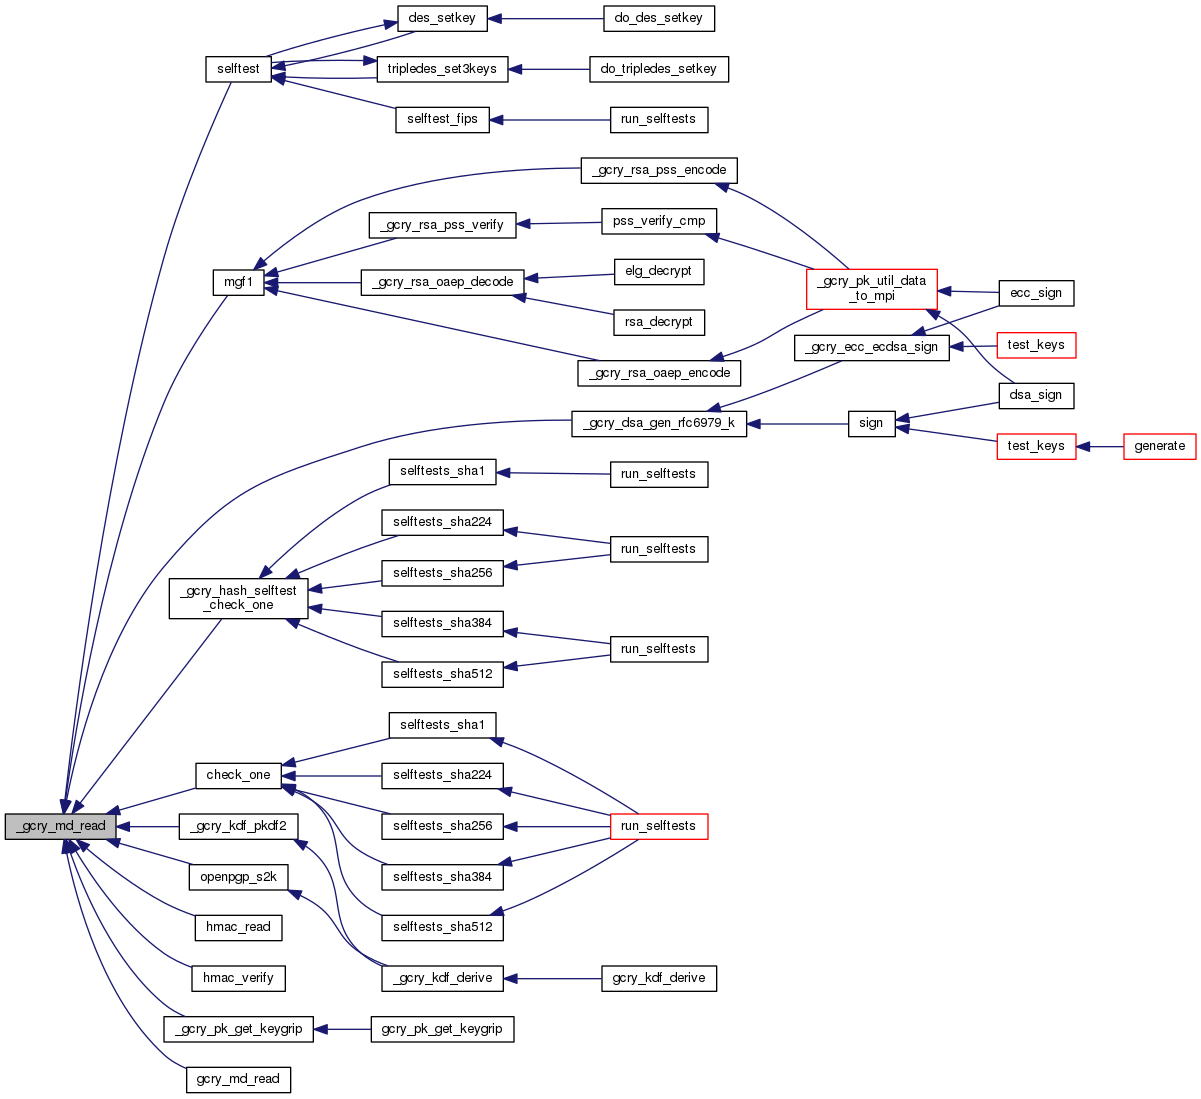 des_setkey
do_des_setkey
selftest
tripledes_set3keys
do_tripledes_setkey
selftest_fips
run_selftests
_gcry_rsa_pss_encode
_gcry_rsa_pss_verify
pss_verify_cmp
mgf1
_gcry_rsa_oaep_decode
elg_decrypt
rsa_decrypt
_gcry_pk_util_data
_to_mpi
ecc_sign
_gcry_ecc_ecdsa_sign
test_keys
_gcry_rsa_oaep_encode
dsa_sign
_gcry_dsa_gen_rfc6979_k
sign
test_keys
generate
selftests_sha1
run_selftests
selftests_sha224
run_selftests
selftests_sha256
_gcry_hash_selftest
_check_one
selftests_sha384
run_selftests
selftests_sha512
selftests_sha1
check_one
selftests_sha224
_gcry_md_read
_gcry_kdf_pkdf2
selftests_sha256
run_selftests
openpgp_s2k
selftests_sha384
hmac_read
selftests_sha512
hmac_verify
_gcry_kdf_derive
gcry_kdf_derive
_gcry_pk_get_keygrip
gcry_pk_get_keygrip
gcry_md_read